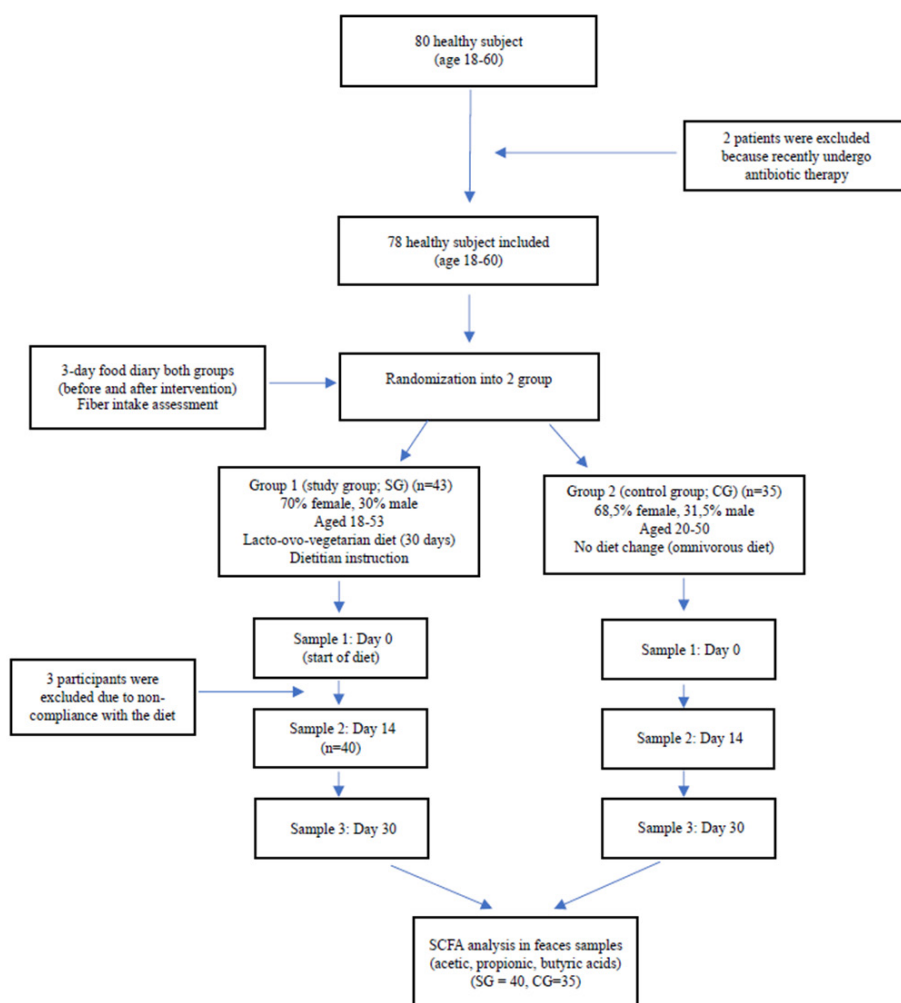 80 healthy subject
(age 18-60)
2 patients were excluded
because recently undergo
antibiotic therapy
78 healthy subject included
(age 18-60)
3-day food diary both groups
(before and after intervention)
Fiber intake assessment
Randomization into 2 group
Group 1 (study group; SG) (n=43)
70% female, 30% male
Aged 18-53
Lacto-ovo-vegetarian diet (30 days)
Dietitian instruction
Group 2 (control group; CG) (n=35)
68,5% female, 31,5% male
Aged 20-50
No diet change (omnivorous diet)
Sample 1: Day 0
(start of diet)
Sample 1: Day 0
3 participants were
excluded due to non-
compliance with the diet
Sample 2: Day 14
(n=40)
Sample 2: Day 14
Sample 3: Day 30
Sample 3: Day 30
SCFA analysis in feaces samples
(acetic, propionic, butyric acids)
(SG = 40, CG=35)